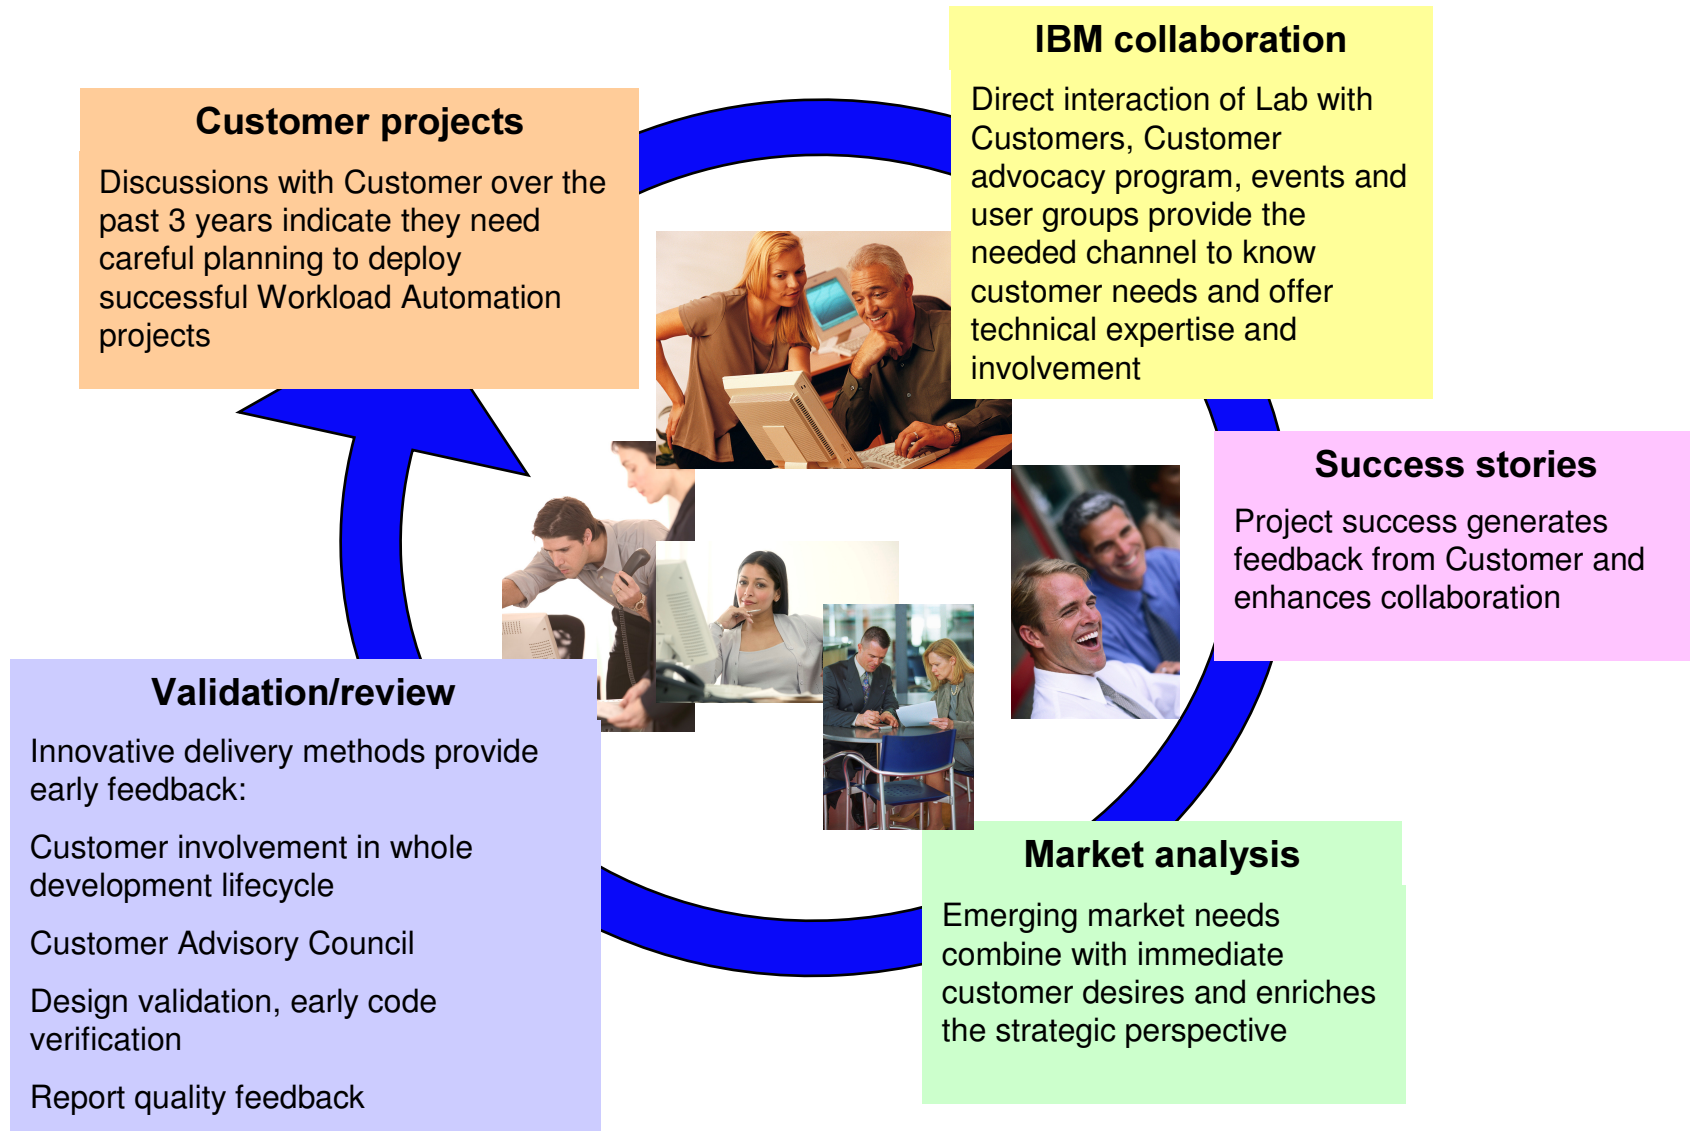 Customer projects
Discussions with Customer over the
past 3 years indicate they need
careful planning to deploy
successful Workload Automation
projects
IBM collaboration
Direct interaction of Lab with
Customers, Customer
advocacy program, events and
user groups provide the
needed channel to know
customer needs and offer
technical expertise and
involvement
Success stories
Project success generates
feedback from Customer and
enhances collaboration
Market analysis
Emerging market needs
combine with immediate
customer desires and enriches
the strategic perspective
Validation/review
Innovative delivery methods provide
early feedback:
Customer involvement in whole
development lifecycle
Customer Advisory Council
Design validation, early code
verification
Report quality feedback